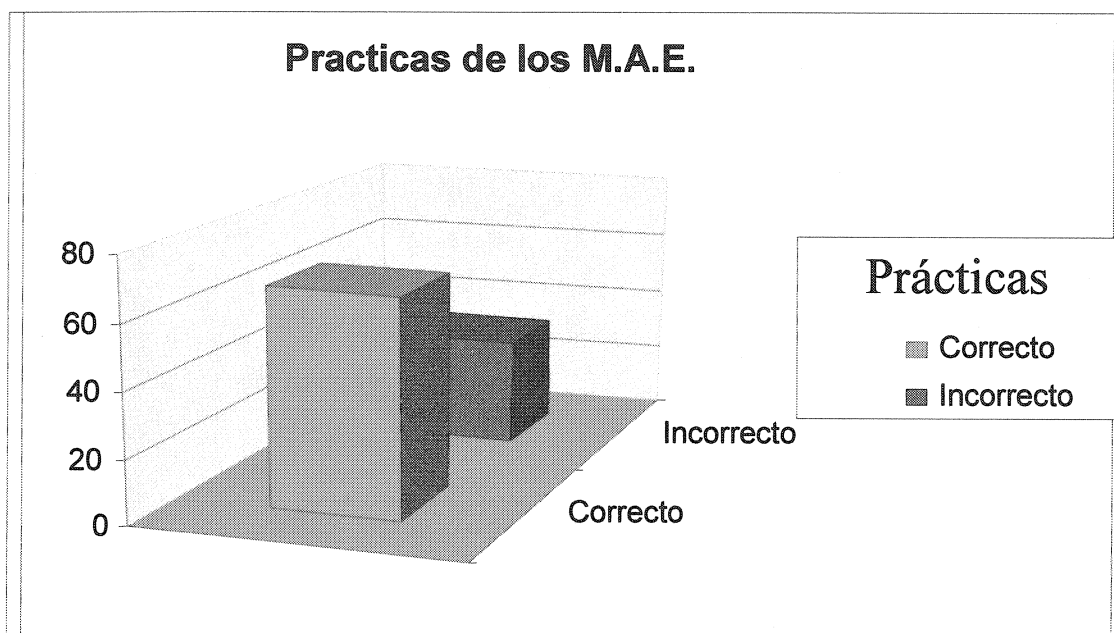 Practicas de los M.A.E.
80
60
40
20
0
Incorrecto
Correcto
Prácticas
Correcto
Incorrecto